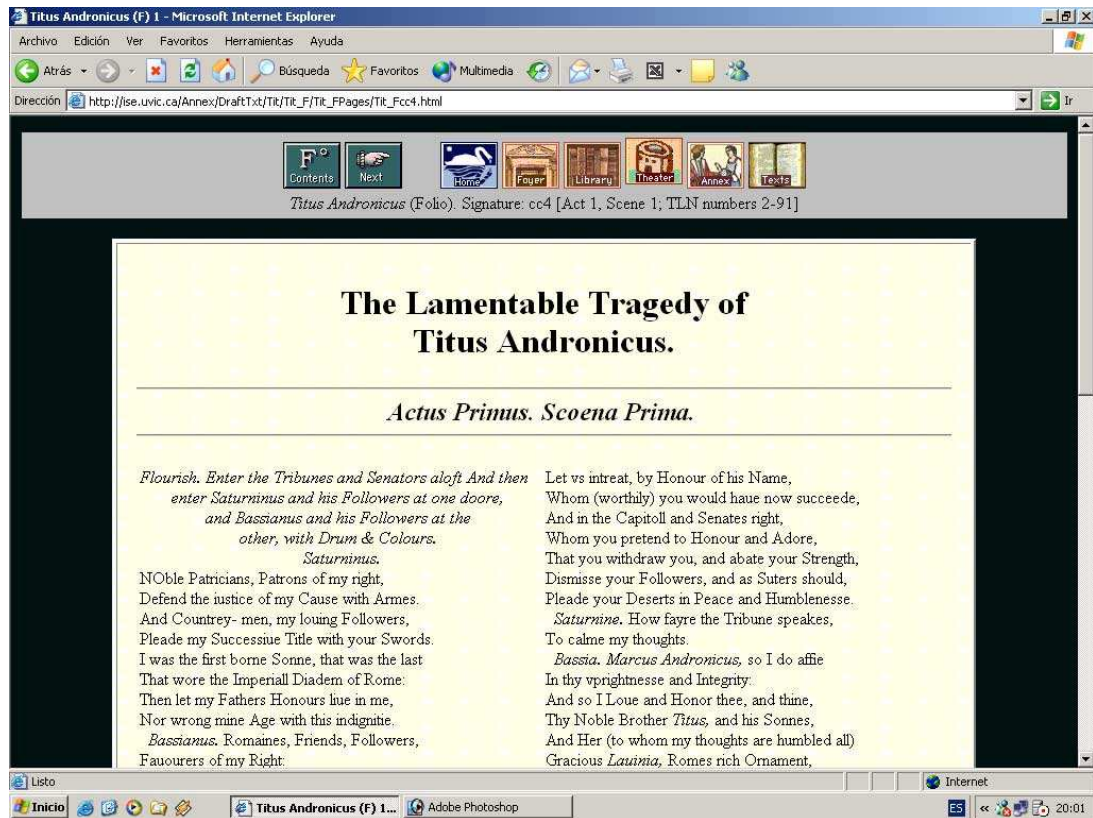 Titus Andronicus (F) 1 - Microsoft Internet Explorer
Archivo Edición Ver Favoritos Herramientas Ayuda
Atrás Búsqueda Favoritos Multimedia
Dirección http://ise.uvic.ca/Annex/DraftTxt/Tit/Tit_F/Tit_FPages/Tit_Fcc4.html Ir
F° Contents Next Home Foyer Library Theater Annex Texts
Titus Andronicus (Folio). Signature: cc4 [Act 1, Scene 1; TLN numbers 2-91]
The Lamentable Tragedy of
Titus Andronicus.
Actus Primus. Scoena Prima.
Flourish. Enter the Tribunes and Senators aloft And then
enter Saturninus and his Followers at one doore,
and Bassianus and his Followers at the
other, with Drum & Colours.
Saturninus.
NOble Patricians, Patrons of my right,
Defend the iustice of my Cause with Armes.
And Countrey- men, my louing Followers,
Pleade my Successiue Title with your Swords.
I was the first borne Sonne, that was the last
That wore the Imperiall Diadem of Rome:
Then let my Fathers Honours liue in me,
Nor wrong mine Age with this indignitie.
Bassianus. Romaines, Friends, Followers,
Fauourers of my Right:
Let vs intreat, by Honour of his Name,
Whom (worthily) you would haue now succeede,
And in the Capitoll and Senates right,
Whom you pretend to Honour and Adore,
That you withdraw you, and abate your Strength,
Dismisse your Followers, and as Suters should,
Pleade your Deserts in Peace and Humblenesse.
Saturnine. How fayre the Tribune speakes,
To calme my thoughts.
Bassia. Marcus Andronicus, so I do affie
In thy vprightnesse and Integrity:
And so I Loue and Honor thee, and thine,
Thy Noble Brother Titus, and his Sonnes,
And Her (to whom my thoughts are humbled all)
Gracious Lauinia, Romes rich Ornament,
Listo Internet
Inicio Titus Andronicus (F) 1... Adobe Photoshop ES « 20:01